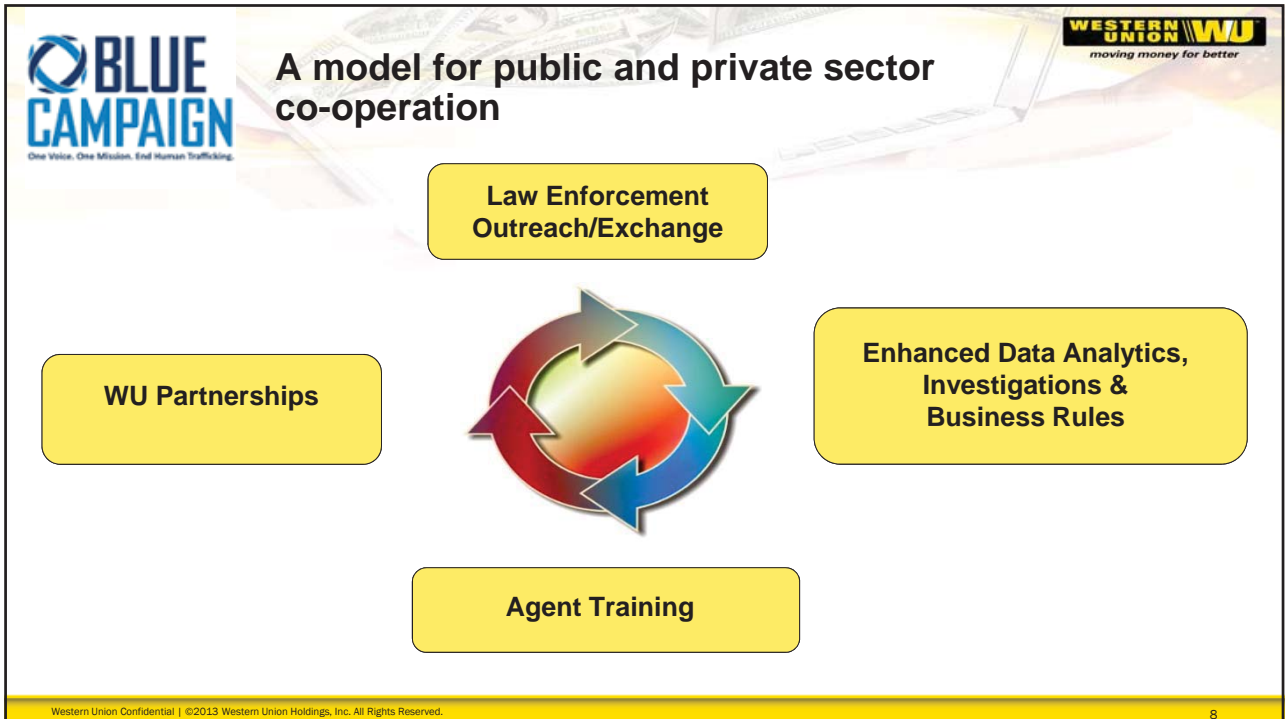 BLUE
CAMPAIGN
One Voice. One Mission. End Human Trafficking.
A model for public and private sector
co-operation
WESTERN
UNION WU
moving money for better
Law Enforcement
Outreach/Exchange
WU Partnerships
Enhanced Data Analytics,
Investigations &
Business Rules
Agent Training
Western Union Confidential | ©2013 Western Union Holdings, Inc. All Rights Reserved.
8